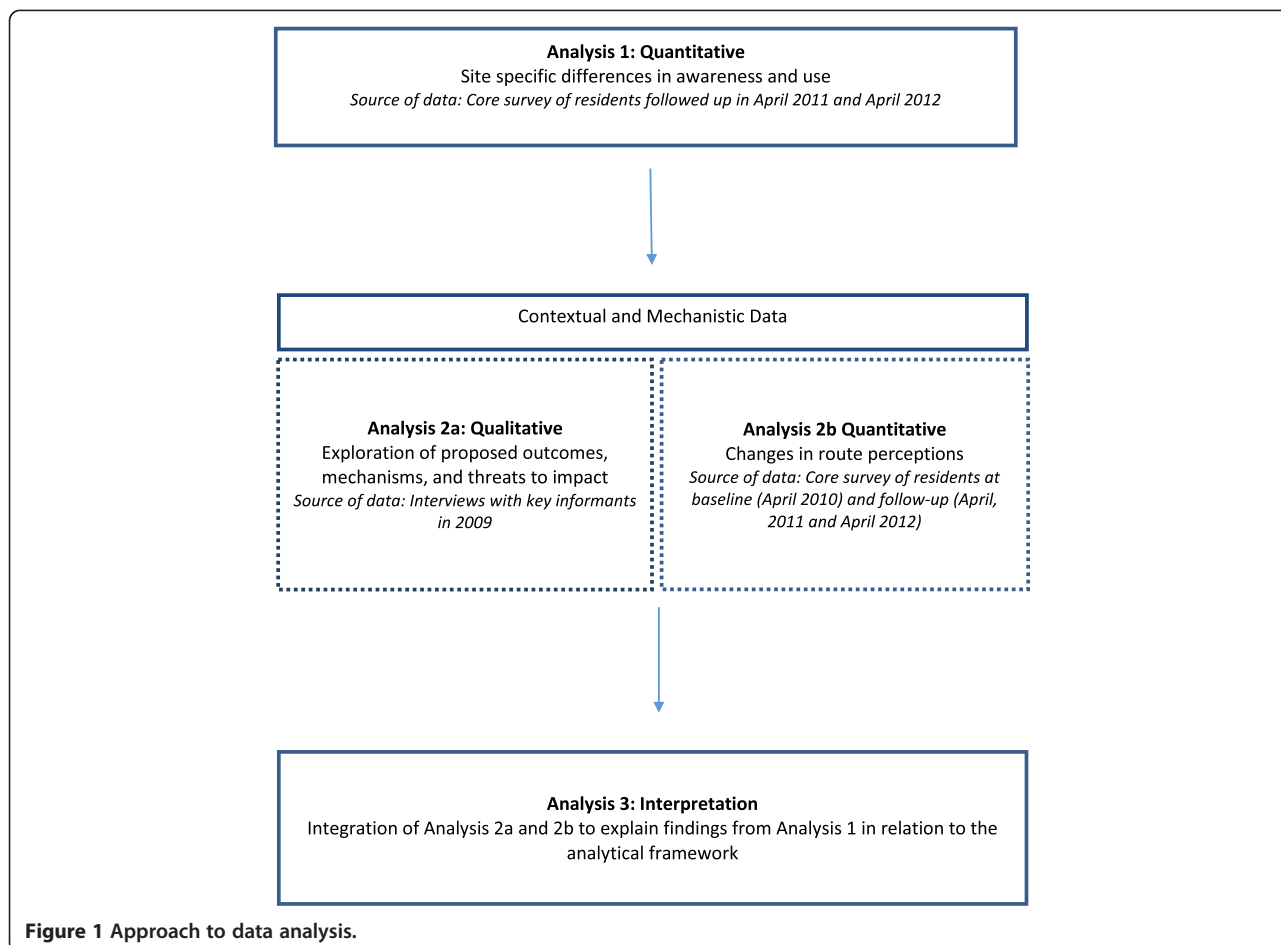 Analysis 1: Quantitative
Site specific differences in awareness and use
Source of data: Core survey of residents followed up in April 2011 and April 2012
Contextual and Mechanistic Data
Analysis 2a: Qualitative
Exploration of proposed outcomes,
mechanisms, and threats to impact
Source of data: Interviews with key informants
in 2009
Analysis 2b Quantitative
Changes in route perceptions
Source of data: Core survey of residents at
baseline (April 2010) and follow-up (April,
2011 and April 2012)
Analysis 3: Interpretation
Integration of Analysis 2a and 2b to explain findings from Analysis 1 in relation to the
analytical framework
Figure 1 Approach to data analysis.